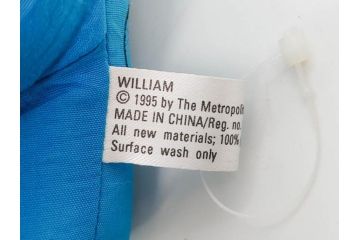 WILLIAM
© 1995 by The Metropoli
MADE IN CHINA/Reg. no.
All new materials; 100%
Surface wash only